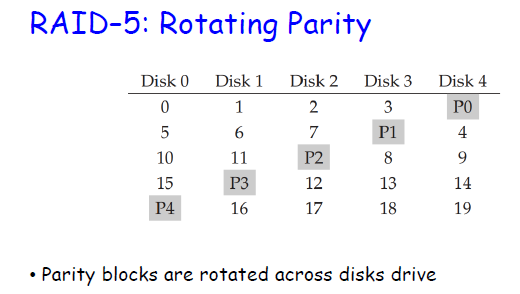 RAID-5: Rotating Parity
Disk 0 Disk 1 Disk 2 Disk 3 Disk 4
0 1 2 3 P0
5 6 7 P1 4
10 11 P2 8 9
15 P3 12 13 14
P4 16 17 18 19
• Parity blocks are rotated across disks drive